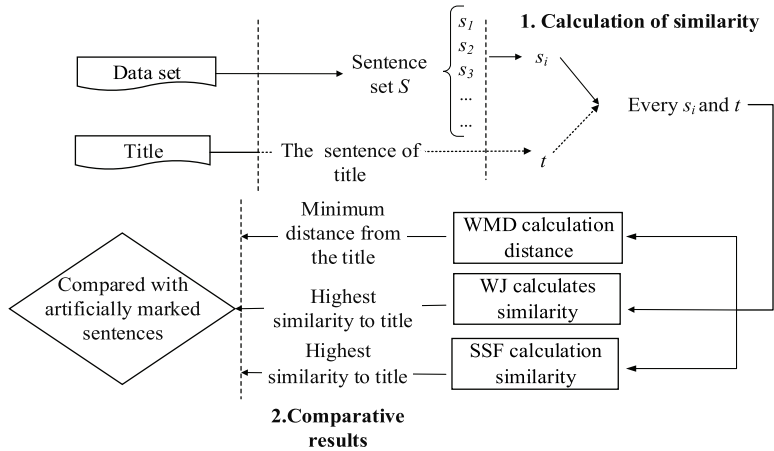 1. Calculation of similarity
Data set
Sentence
set S
s1
s2
s3
...
...
si
Every si and t
Title
The sentence of
title
t
Minimum
distance from
the title
WMD calculation
distance
Compared with
artificially marked
sentences
Highest
similarity to title
WJ calculates
similarity
Highest
similarity to title
SSF calculation
similarity
2.Comparative
results